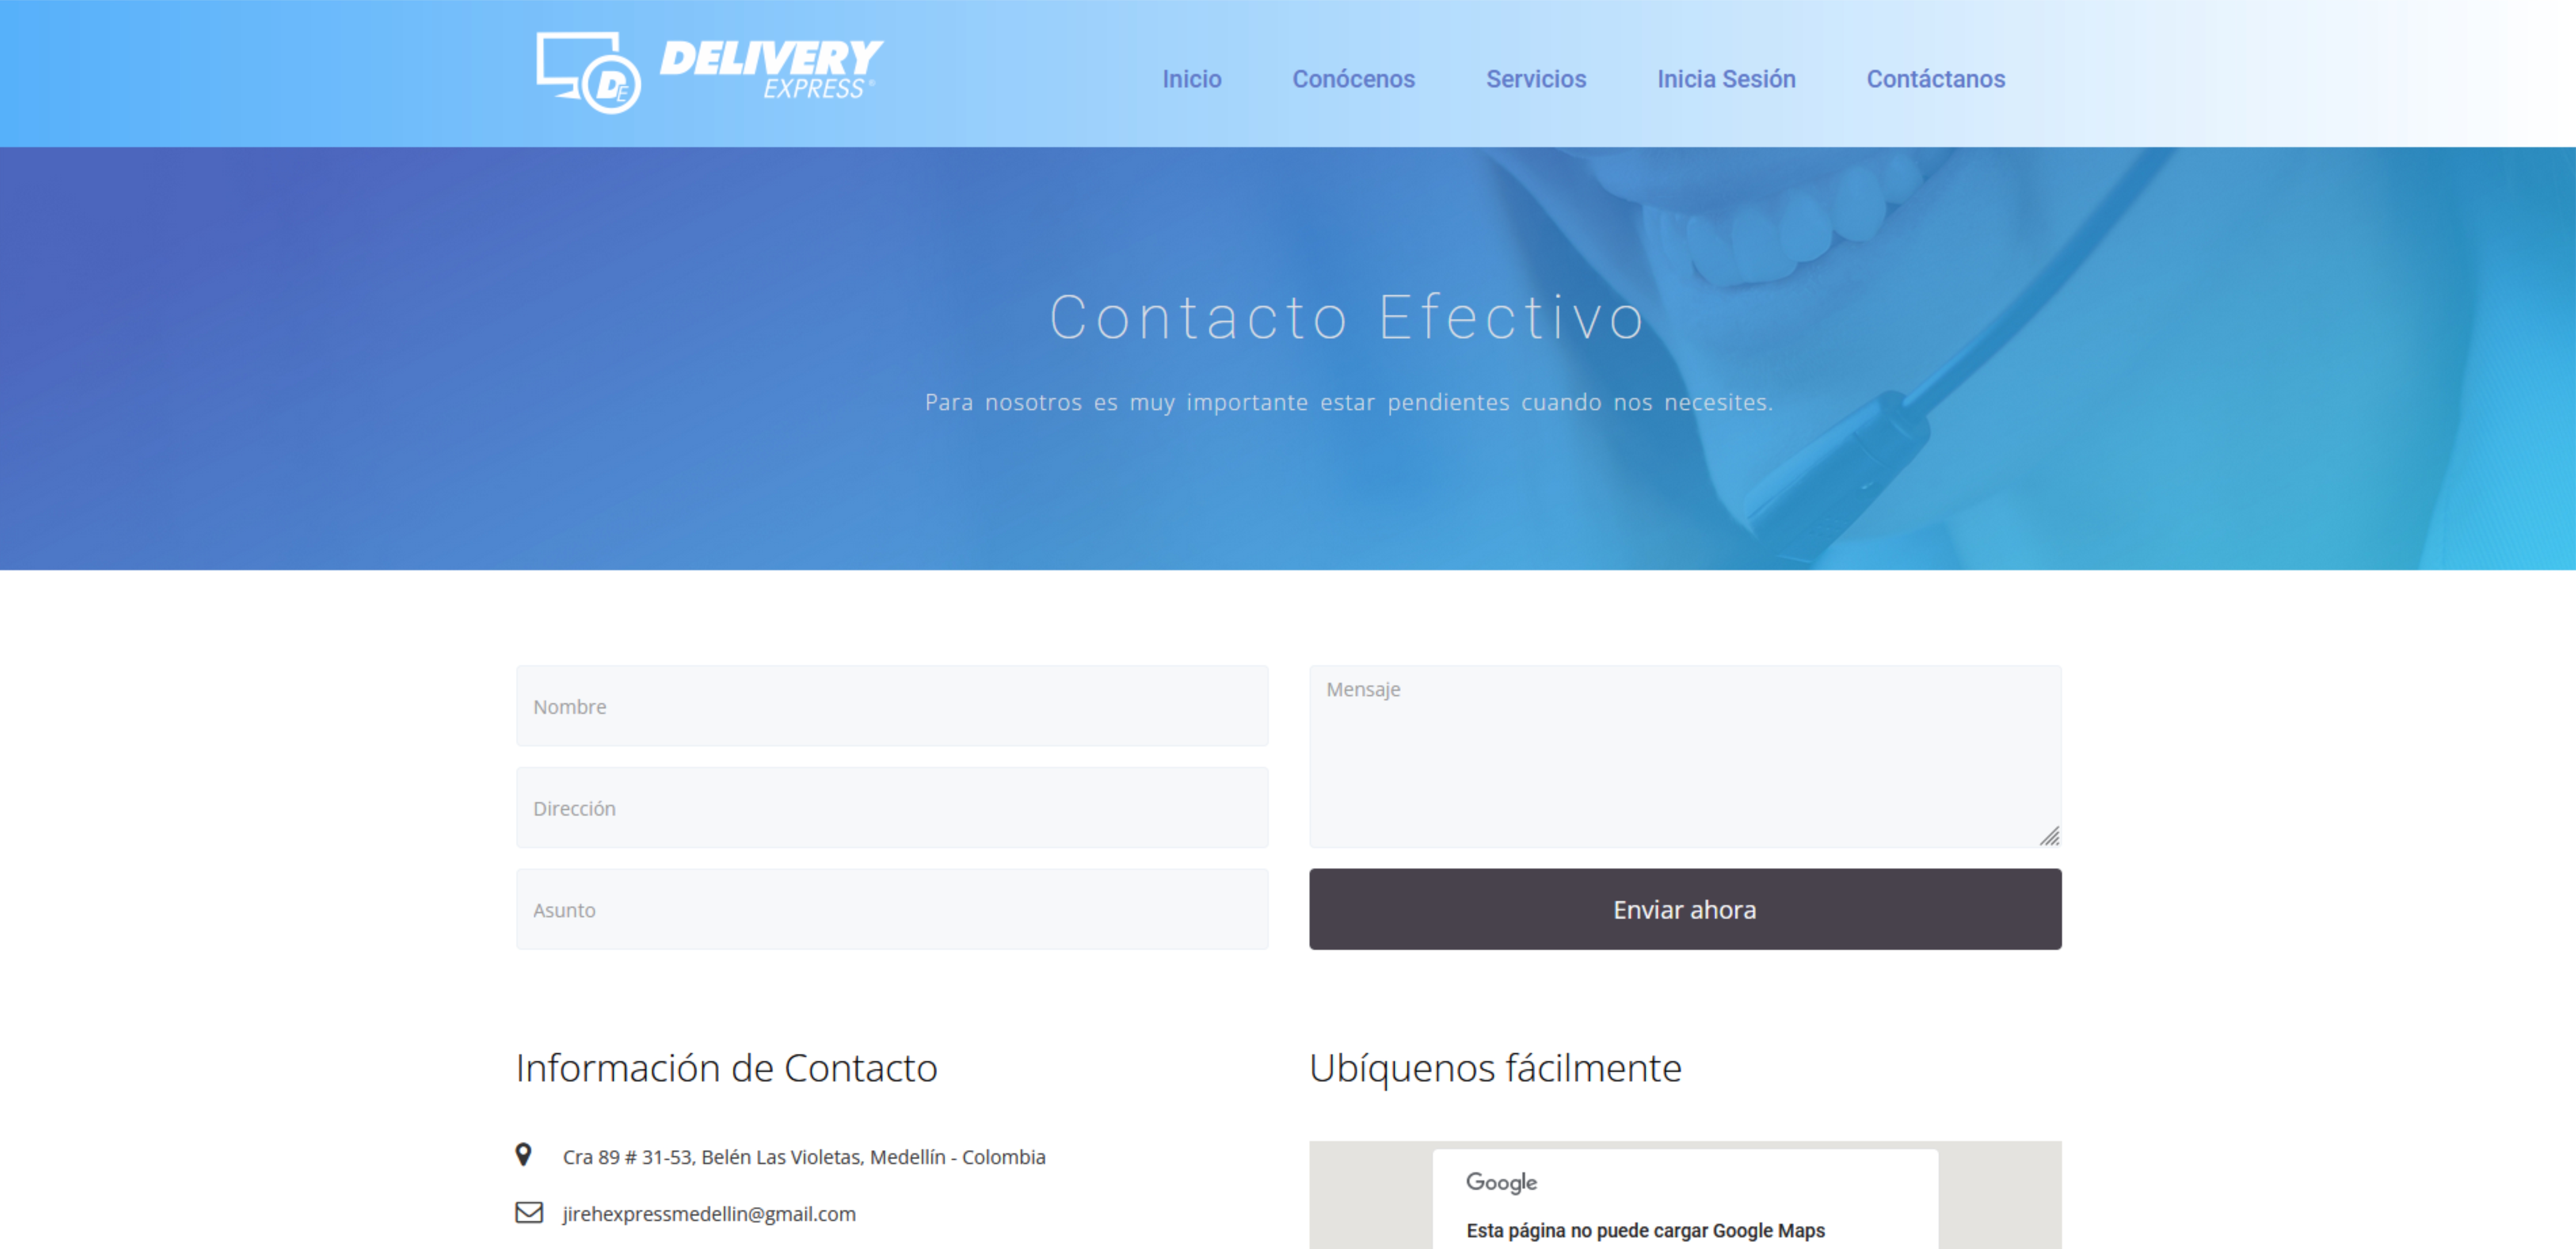 DE DELIVERY
EXPRESS®
Inicio Conócenos Servicios Inicia Sesión Contáctanos
Contacto Efectivo
Para nosotros es muy importante estar pendientes cuando nos necesites.
Nombre
Mensaje
Dirección
Asunto
Enviar ahora
Información de Contacto
Cra 89 # 31-53, Belén Las Violetas, Medellín - Colombia
jirehexpressmedellin@gmail.com
Ubíquenos fácilmente
Google
Esta página no puede cargar Google Maps